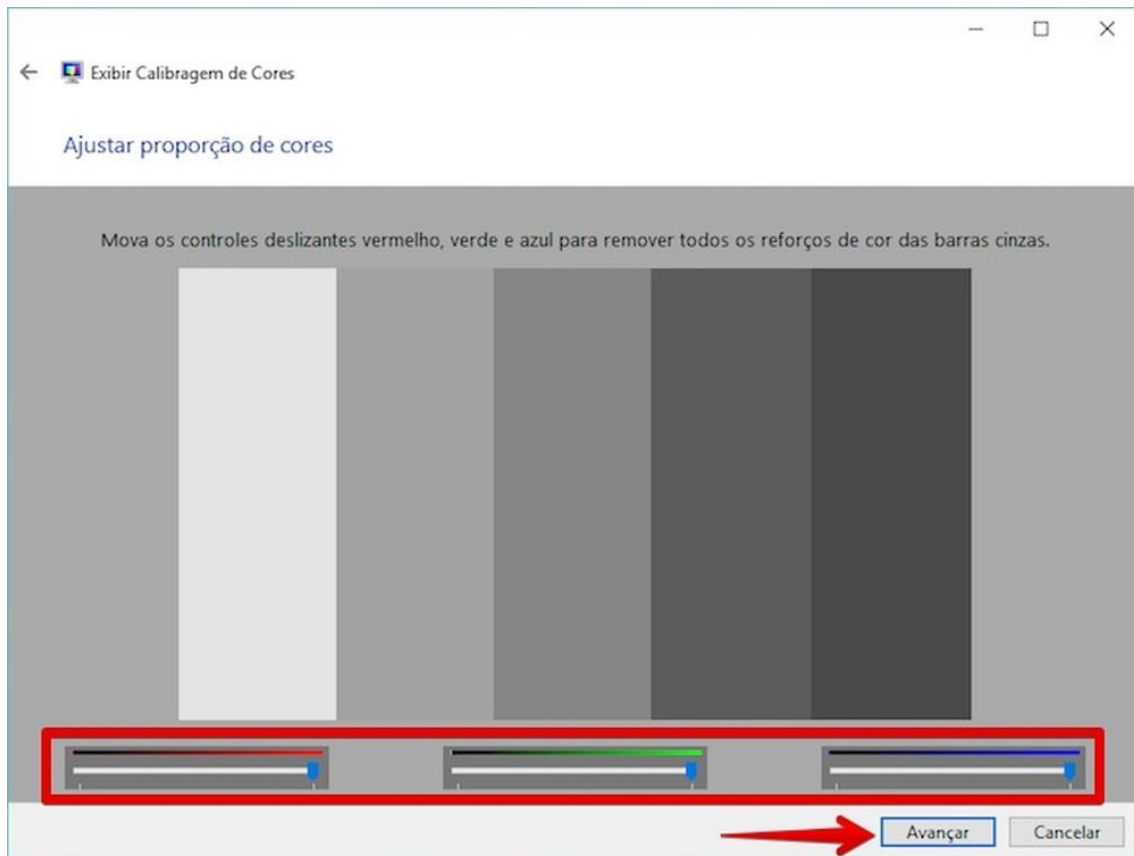 Exibir Calibragem de Cores
Ajustar proporção de cores
Mova os controles deslizantes vermelho, verde e azul para remover todos os reforços de cor das barras cinzas.
Avançar
Cancelar